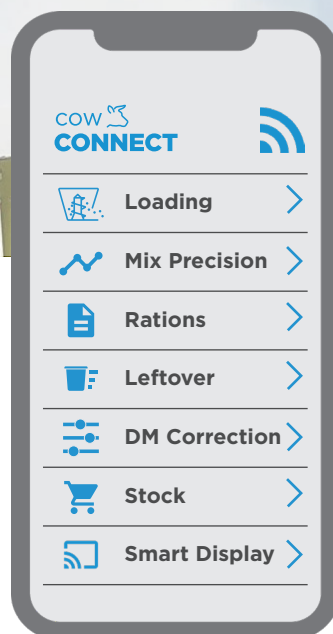 COW
CONNECT
Loading
Mix Precision
Rations
Leftover
DM Correction
Stock
Smart Display